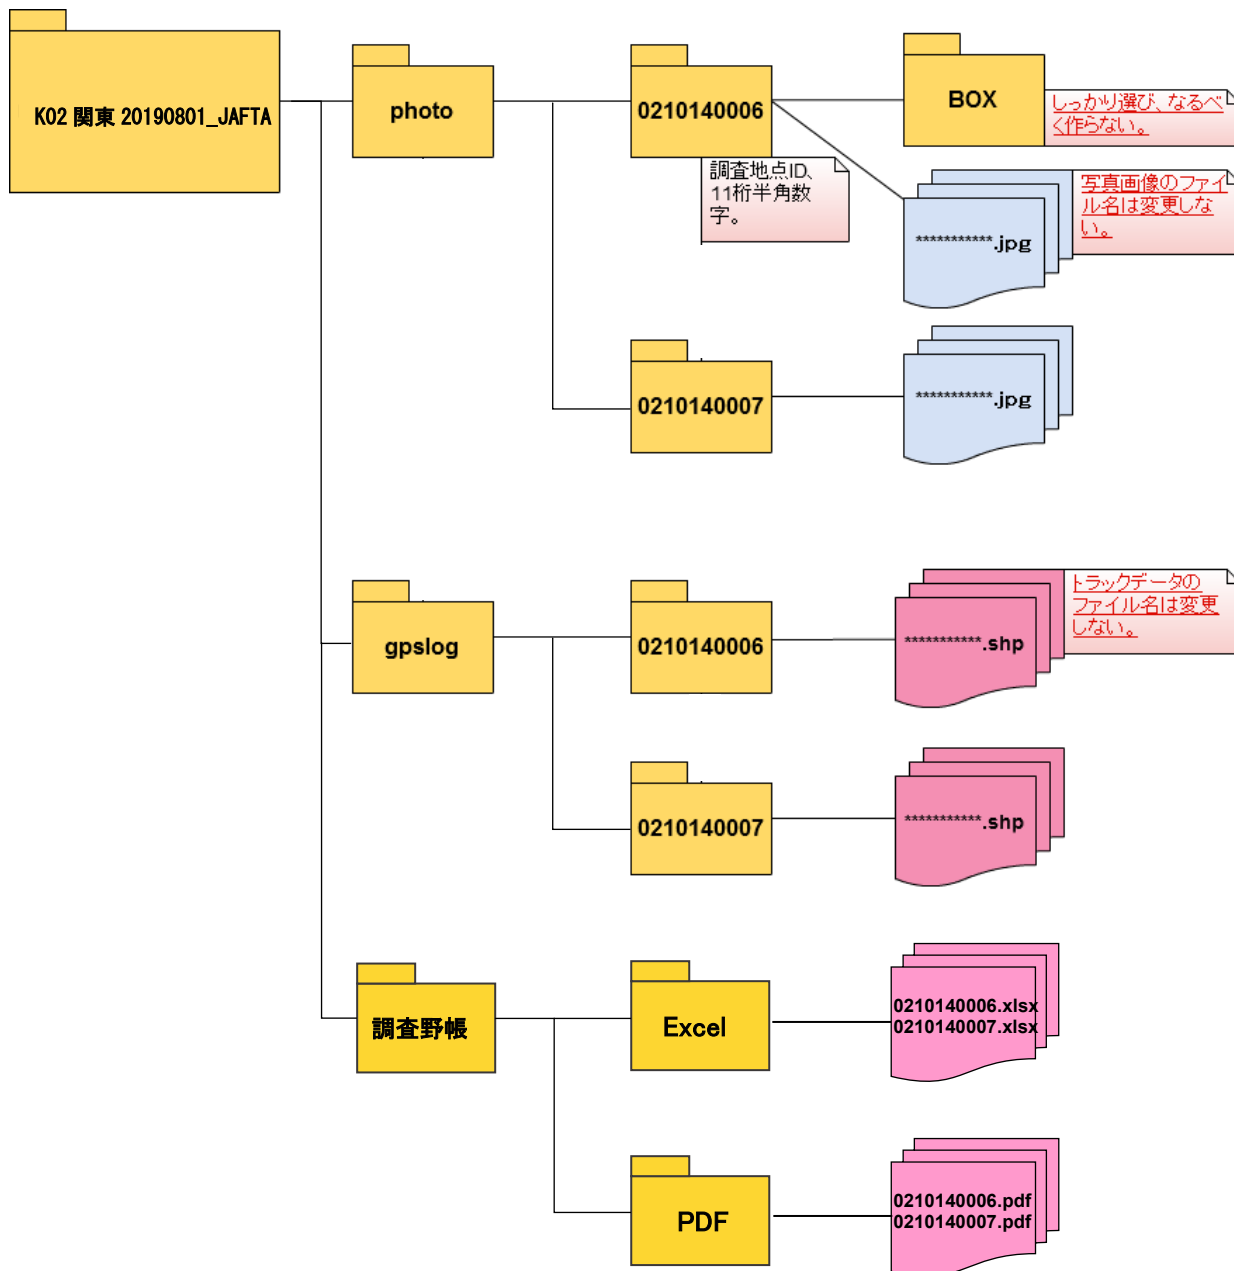 K02 関東 20190801_JAFTA
photo
0210140006
BOX
しっかり選び、なるべ
く作らない。
調査地点ID、
11桁半角数
字。
写真画像のファイ
ル名は変更しな
い。
***********.jpg
0210140007
***********.jpg
gpslog
0210140006
***********.shp
トラックデータの
ファイル名は変更
しない。
0210140007
***********.shp
調査野帳
Excel
0210140006.xlsx
0210140007.xlsx
PDF
0210140006.pdf
0210140007.pdf